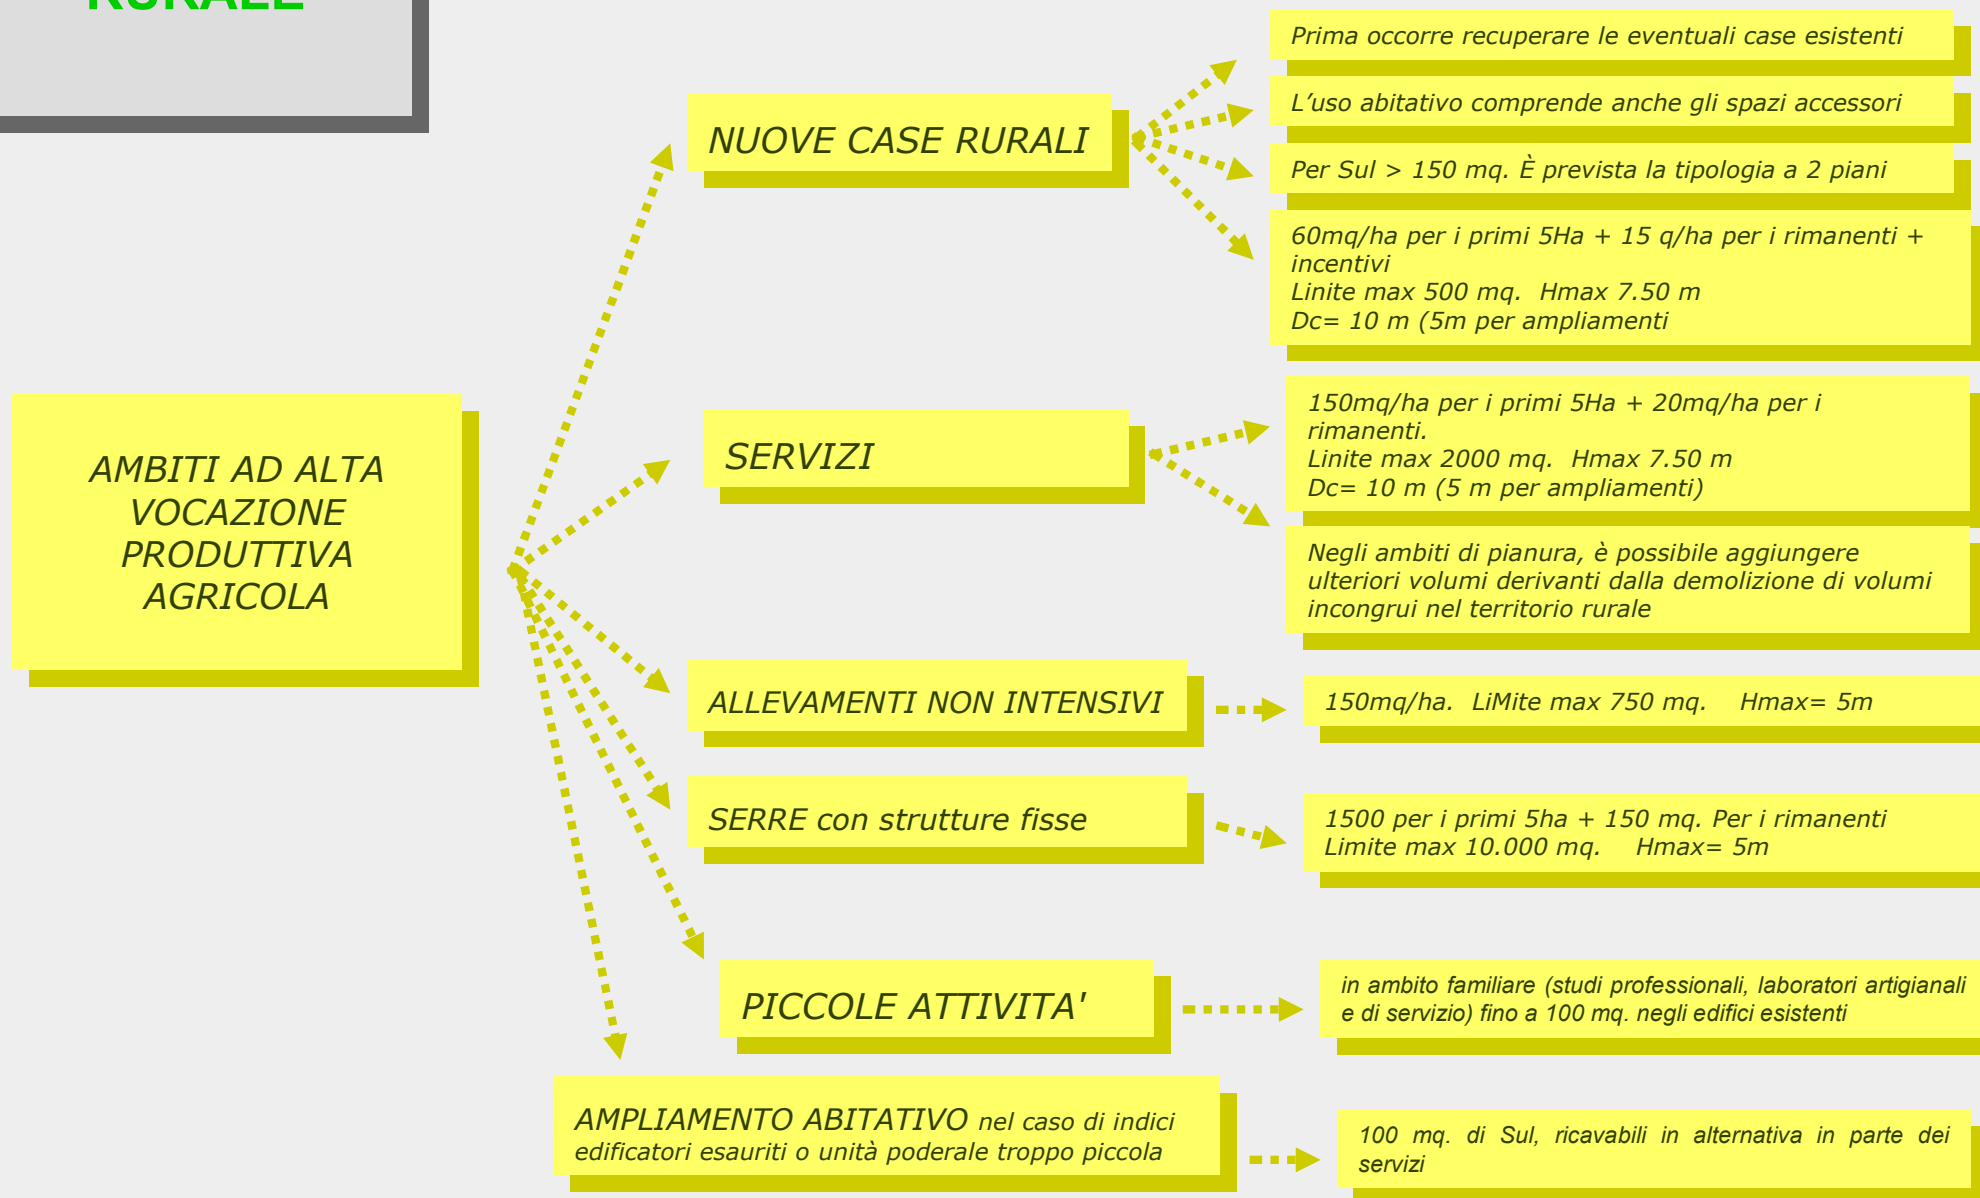 RURALE
AMBITI AD ALTA
VOCAZIONE
PRODUTTIVA
AGRICOLA
NUOVE CASE RURALI
Prima occorre recuperare le eventuali case esistenti
L’uso abitativo comprende anche gli spazi accessori
Per Sul > 150 mq. È prevista la tipologia a 2 piani
60mq/ha per i primi 5Ha + 15 q/ha per i rimanenti +
incentivi
Linite max 500 mq. Hmax 7.50 m
Dc= 10 m (5m per ampliamenti
SERVIZI
150mq/ha per i primi 5Ha + 20mq/ha per i
rimanenti.
Linite max 2000 mq. Hmax 7.50 m
Dc= 10 m (5 m per ampliamenti)
Negli ambiti di pianura, è possibile aggiungere
ulteriori volumi derivanti dalla demolizione di volumi
incongrui nel territorio rurale
ALLEVAMENTI NON INTENSIVI
150mq/ha. LiMite max 750 mq. Hmax= 5m
SERRE con strutture fisse
1500 per i primi 5ha + 150 mq. Per i rimanenti
Limite max 10.000 mq. Hmax= 5m
PICCOLE ATTIVITA'
in ambito familiare (studi professionali, laboratori artigianali
e di servizio) fino a 100 mq. negli edifici esistenti
AMPLIAMENTO ABITATIVO nel caso di indici
edificatori esauriti o unità poderale troppo piccola
100 mq. di Sul, ricavabili in alternativa in parte dei
servizi